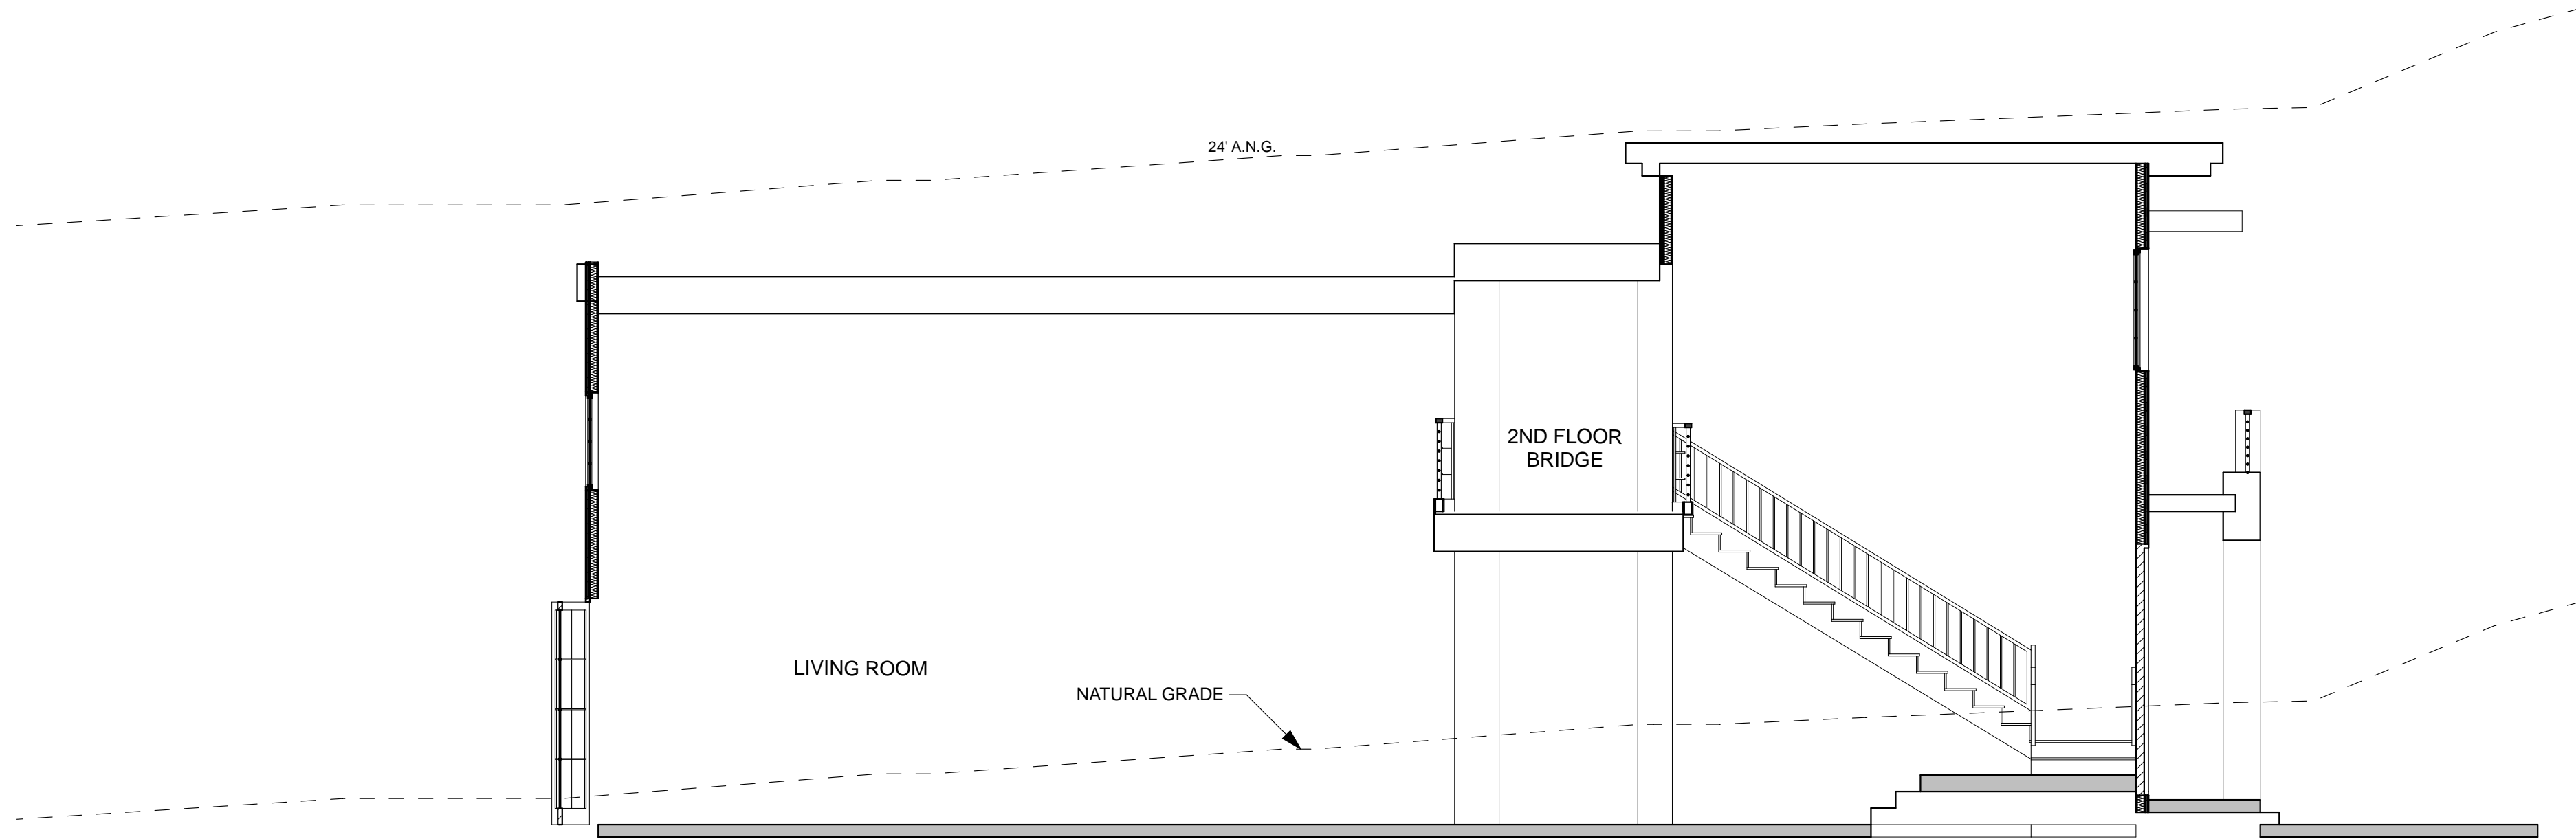 24' A.N.G.
2ND FLOOR
BRIDGE
LIVING ROOM
NATURAL GRADE